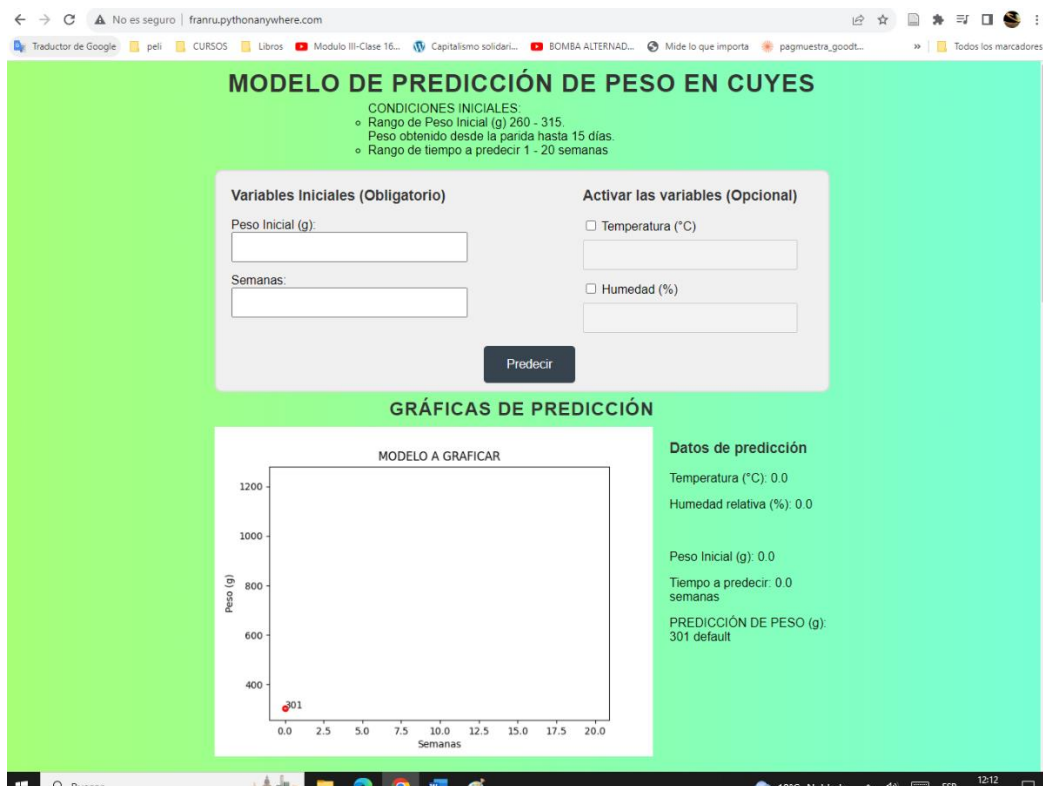 No es seguro | franru.pythonanywhere.com
Traductor de Google peli CURSOS Libros Modulo III-Clase 16... Capitalismo solidari... BOMBA ALTERNAD... Mide lo que importa pagmuestra_goodt... » Todos los marcadores
MODELO DE PREDICCIÓN DE PESO EN CUYES
CONDICIONES INICIALES:
Rango de Peso Inicial (g) 260 - 315.
Peso obtenido desde la parida hasta 15 días.
Rango de tiempo a predecir 1 - 20 semanas
Variables Iniciales (Obligatorio)
Peso Inicial (g):
Semanas:
Activar las variables (Opcional)
Temperatura (°C)
Humedad (%)
Predecir
GRÁFICAS DE PREDICCIÓN
MODELO A GRAFICAR
1200
1000
800
600
400
Peso (g)
301
0.0 2.5 5.0 7.5 10.0 12.5 15.0 17.5 20.0
Semanas
Datos de predicción
Temperatura (°C): 0.0
Humedad relativa (%): 0.0
Peso Inicial (g): 0.0
Tiempo a predecir: 0.0
semanas
PREDICCIÓN DE PESO (g):
301 default
12:12